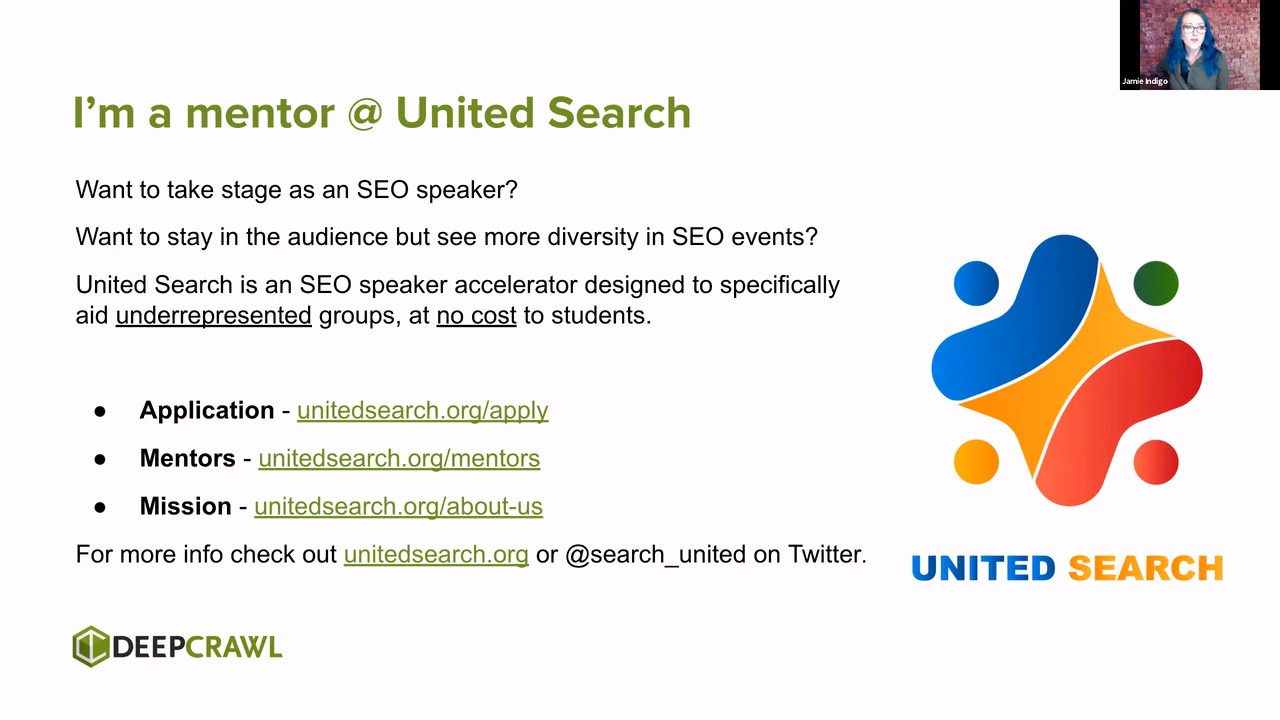 Jamie Indigo
I'm a mentor @ United Search
Want to take stage as an SEO speaker?
Want to stay in the audience but see more diversity in SEO events?
United Search is an SEO speaker accelerator designed to specifically
aid underrepresented groups, at no cost to students.
● Application - unitedsearch.org/apply
● Mentors - unitedsearch.org/mentors
● Mission - unitedsearch.org/about-us
For more info check out unitedsearch.org or @search_united on Twitter.
UNITED SEARCH
DEEPCRAWL